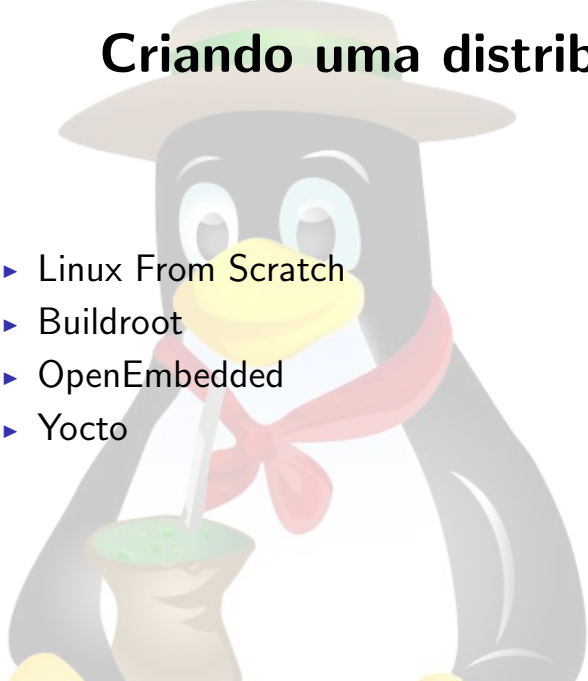 Criando uma distrib
Linux From Scratch
Buildroot
OpenEmbedded
Yocto